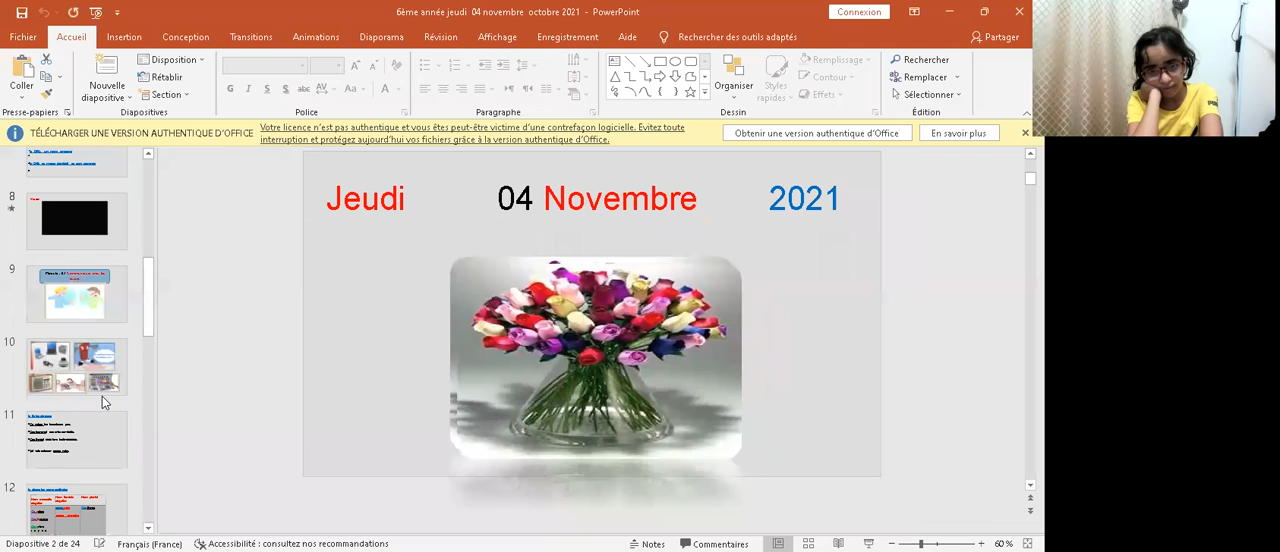 6ème année jeudi 04 novembre octobre 2021 - PowerPoint
Connexion
Fichier Accueil Insertion Conception Transitions Animations Diaporama Révision Affichage Enregistrement Aide Rechercher des outils adaptés Partager
Coller
Nouvelle diapositive
Disposition
Rétablir
Section
G I S
Aa
Organiser
Styles rapides
Remplissage
Contour
Effets
Rechercher
Remplacer
Sélectionner
Presse-papiers Diapositives Police Paragraphe Dessin Édition
TÉLÉCHARGER UNE VERSION AUTHENTIQUE D'OFFICE
Votre licence n'est pas authentique et vous êtes peut-être victime d'une contrefaçon logicielle. Evitez toute
interruption et protégez aujourd'hui vos fichiers grâce à la version authentique d'Office.
Obtenir une version authentique d'Office
En savoir plus
8
9
10
11
12
Jeudi 04 Novembre 2021
Diapositive 2 de 24 Français (France) Accessibilité : consultez nos recommandations Notes Commentaires 60 %